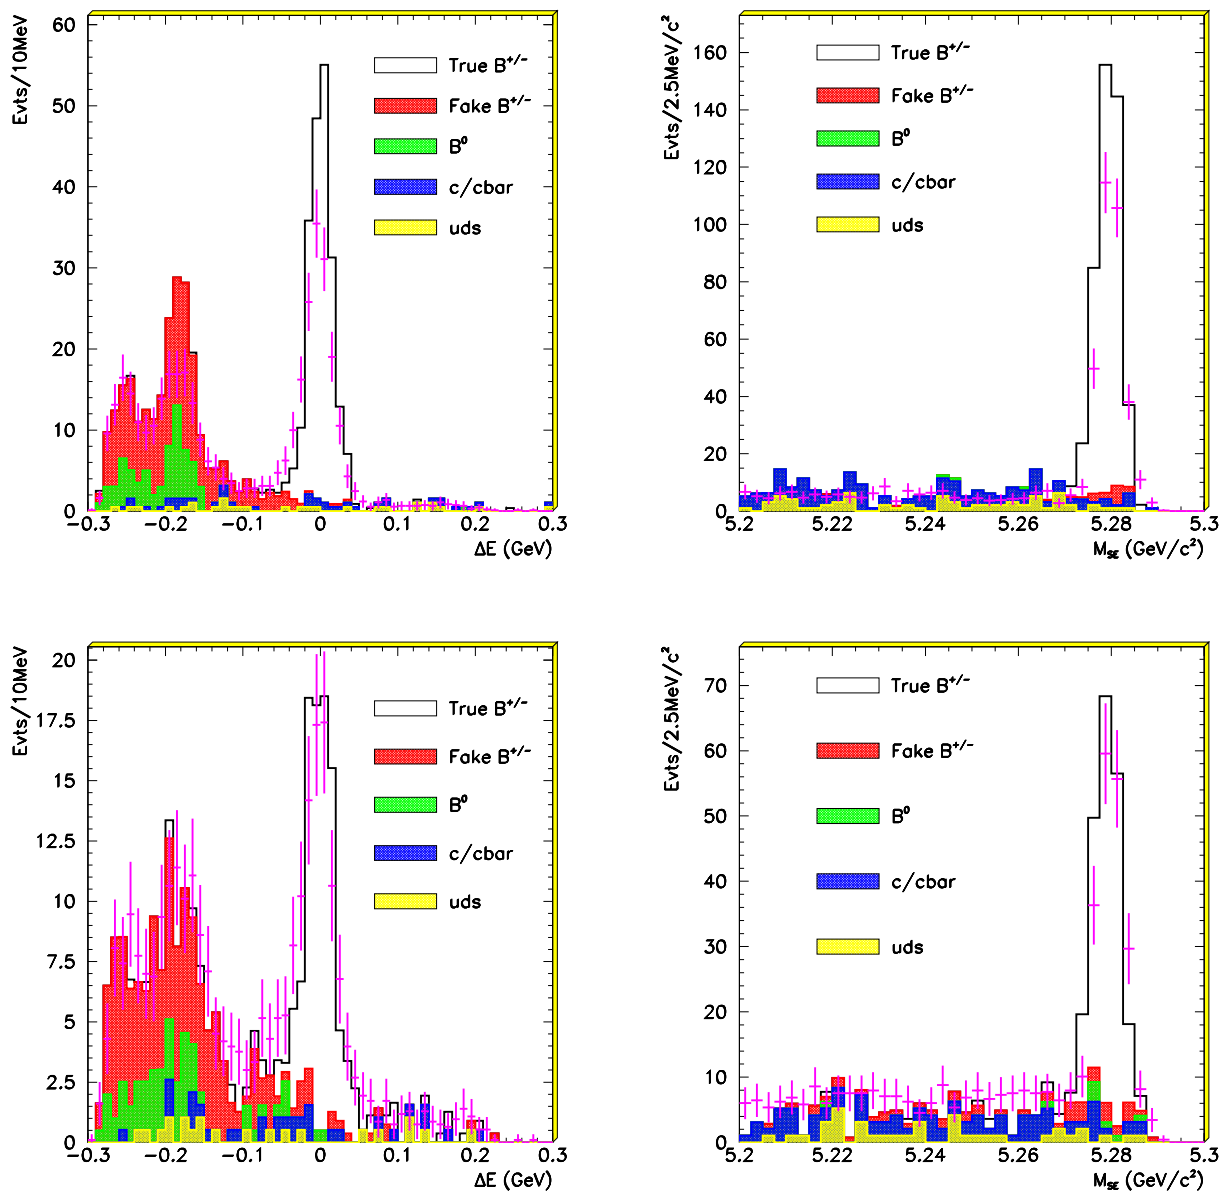 Evts/10MeV
60
50
40
30
20
10
0
True B+/-
Fake B+/-
B0
c/cbar
uds
-0.3 -0.2 -0.1 0 0.1 0.2 0.3
ΔE (GeV)
Evts/2.5MeV/c2
160
140
120
100
80
60
40
20
0
True B+/-
Fake B+/-
B0
c/cbar
uds
5.2 5.22 5.24 5.26 5.28 5.3
MSE (GeV/c2)
Evts/10MeV
20
17.5
15
12.5
10
7.5
5
2.5
0
True B+/-
Fake B+/-
B0
c/cbar
uds
-0.3 -0.2 -0.1 0 0.1 0.2 0.3
ΔE (GeV)
Evts/2.5MeV/c2
70
60
50
40
30
20
10
0
True B+/-
Fake B+/-
B0
c/cbar
uds
5.2 5.22 5.24 5.26 5.28 5.3
MSE (GeV/c2)